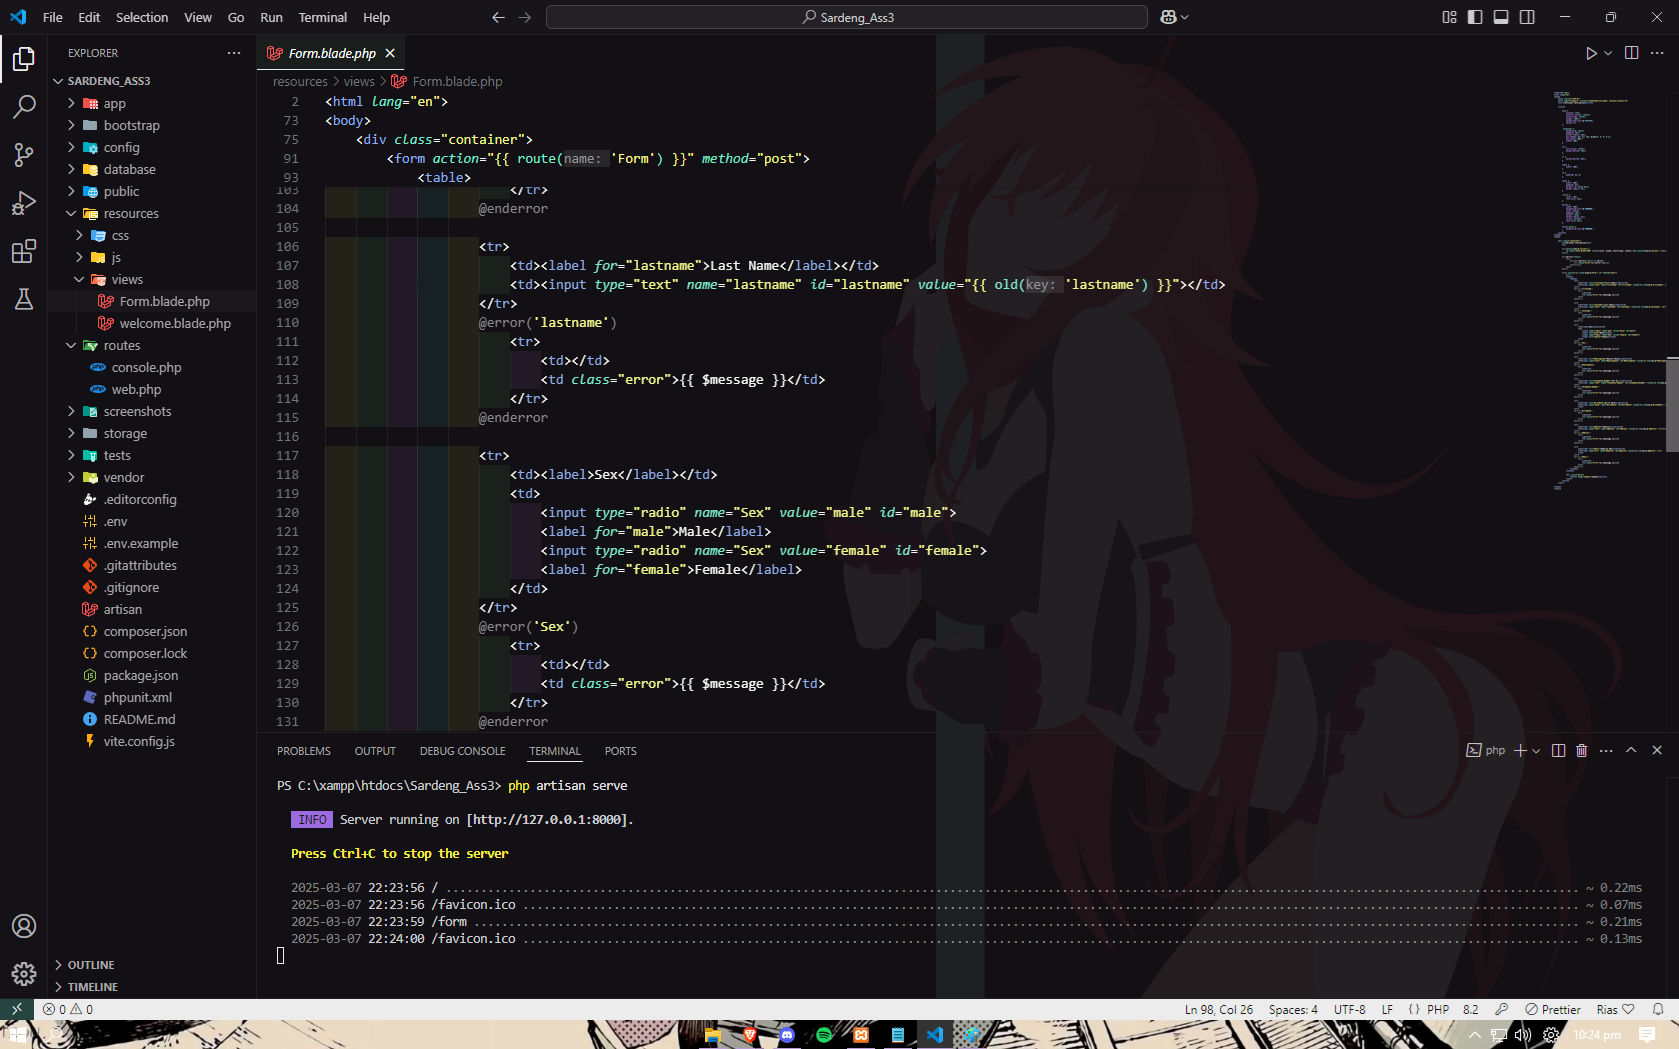 File Edit Selection View Go Run Terminal Help
Sardeng_Ass3
EXPLORER
SARDENG_ASS3
app
bootstrap
config
database
public
resources
css
js
views
Form.blade.php
welcome.blade.php
routes
console.php
web.php
screenshots
storage
tests
vendor
.editorconfig
.env
.env.example
.gitattributes
.gitignore
artisan
composer.json
composer.lock
package.json
phpunit.xml
README.md
vite.config.js
OUTLINE
TIMELINE
Form.blade.php
resources > views > Form.blade.php
2 <html lang="en">
73 <body>
75 <div class="container">
91 <form action="{{ route(name: 'Form') }}" method="post">
93 <table>
103 </tr>
104 @enderror
105
106 <tr>
107 <td><label for="lastname">Last Name</label></td>
108 <td><input type="text" name="lastname" id="lastname" value="{{ old(key: 'lastname') }}"></td>
109 </tr>
110 @error('lastname')
111 <tr>
112 <td></td>
113 <td class="error">{{ $message }}</td>
114 </tr>
115 @enderror
116
117 <tr>
118 <td><label>Sex</label></td>
119 <td>
120 <input type="radio" name="Sex" value="male" id="male">
121 <label for="male">Male</label>
122 <input type="radio" name="Sex" value="female" id="female">
123 <label for="female">Female</label>
124 </td>
125 </tr>
126 @error('Sex')
127 <tr>
128 <td></td>
129 <td class="error">{{ $message }}</td>
130 </tr>
131 @enderror
PROBLEMS OUTPUT DEBUG CONSOLE TERMINAL PORTS
php
PS C:\xampp\htdocs\Sardeng_Ass3> php artisan serve
INFO Server running on [http://127.0.0.1:8000].
Press Ctrl+C to stop the server
2025-03-07 22:23:56 / ~ 0.22ms
2025-03-07 22:23:56 /favicon.ico ~ 0.07ms
2025-03-07 22:23:59 /form ~ 0.21ms
2025-03-07 22:24:00 /favicon.ico ~ 0.13ms
0 0
Ln 98, Col 26 Spaces: 4 UTF-8 LF {} PHP 8.2 Prettier Rias
10:24 pm